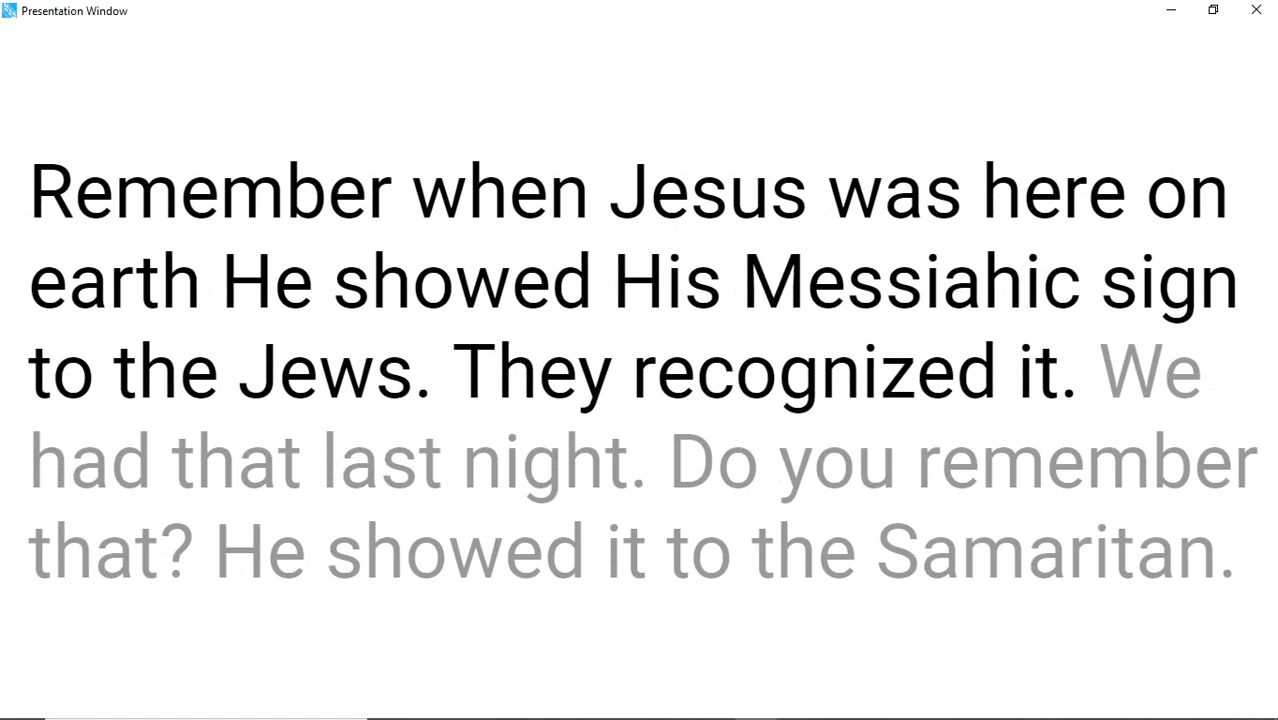 Presentation Window
Remember when Jesus was here on
earth He showed His Messiahic sign
to the Jews. They recognized it. We
had that last night. Do you remember
that? He showed it to the Samaritan.